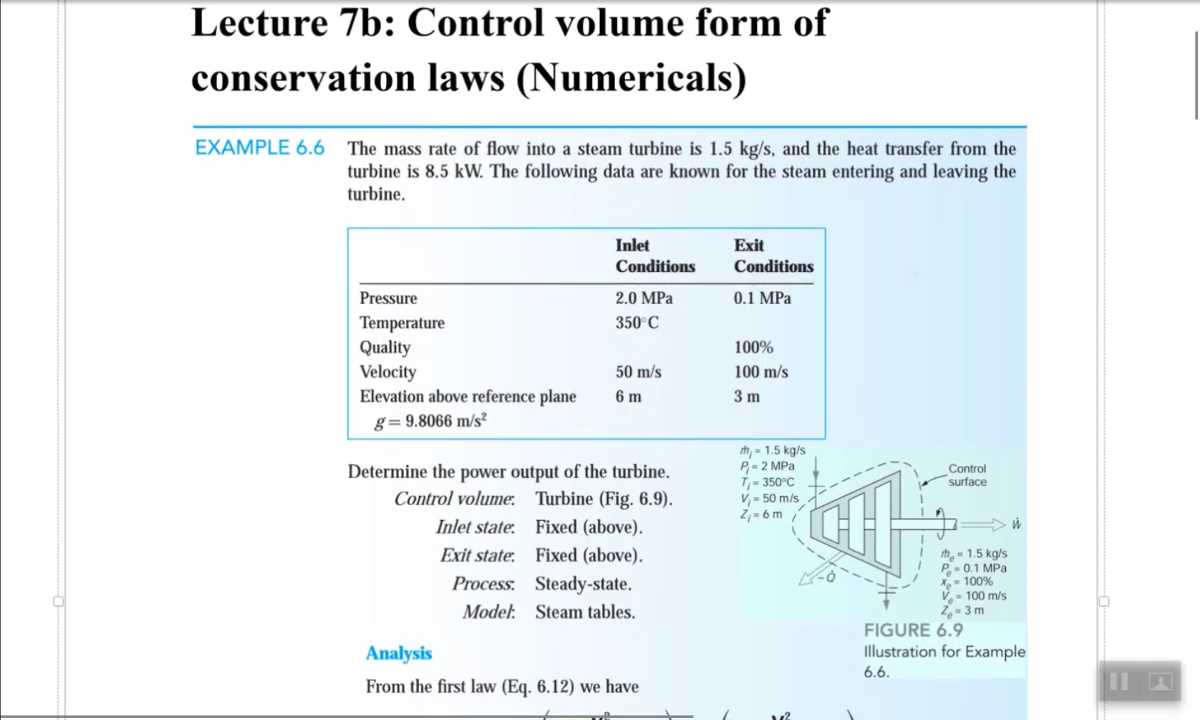 Lecture 7b: Control volume form of
conservation laws (Numericals)
EXAMPLE 6.6 The mass rate of flow into a steam turbine is 1.5 kg/s, and the heat transfer from the
turbine is 8.5 kW. The following data are known for the steam entering and leaving the
turbine.
Inlet Exit
Conditions Conditions
Pressure 2.0 MPa 0.1 MPa
Temperature 350°C
Quality 100%
Velocity 50 m/s 100 m/s
Elevation above reference plane 6 m 3 m
g = 9.8066 m/s²
Determine the power output of the turbine.
Control volume: Turbine (Fig. 6.9).
Inlet state: Fixed (above).
Exit state: Fixed (above).
Process: Steady-state.
Model: Steam tables.
ṁᵢ = 1.5 kg/s
Pᵢ = 2 MPa
Tᵢ = 350°C
Vᵢ = 50 m/s
Zᵢ = 6 m
Control
surface
Ẇ
–Q̇
ṁₑ = 1.5 kg/s
Pₑ = 0.1 MPa
xₑ = 100%
Vₑ = 100 m/s
Zₑ = 3 m
FIGURE 6.9
Illustration for Example
6.6.
Analysis
From the first law (Eq. 6.12) we have